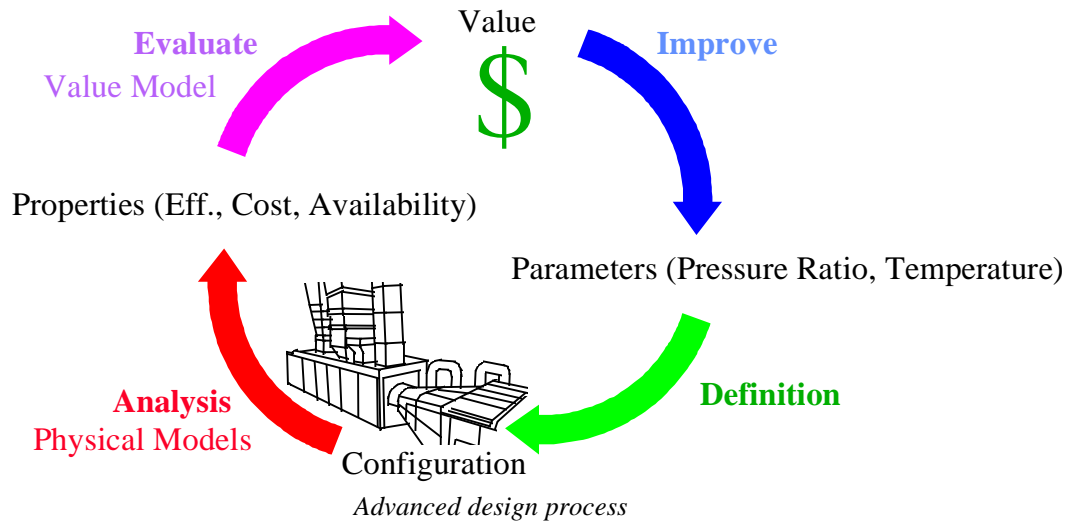 Value
$
Evaluate
Value Model
Improve
Properties (Eff., Cost, Availability)
Parameters (Pressure Ratio, Temperature)
Analysis
Physical Models
Definition
Configuration
Advanced design process